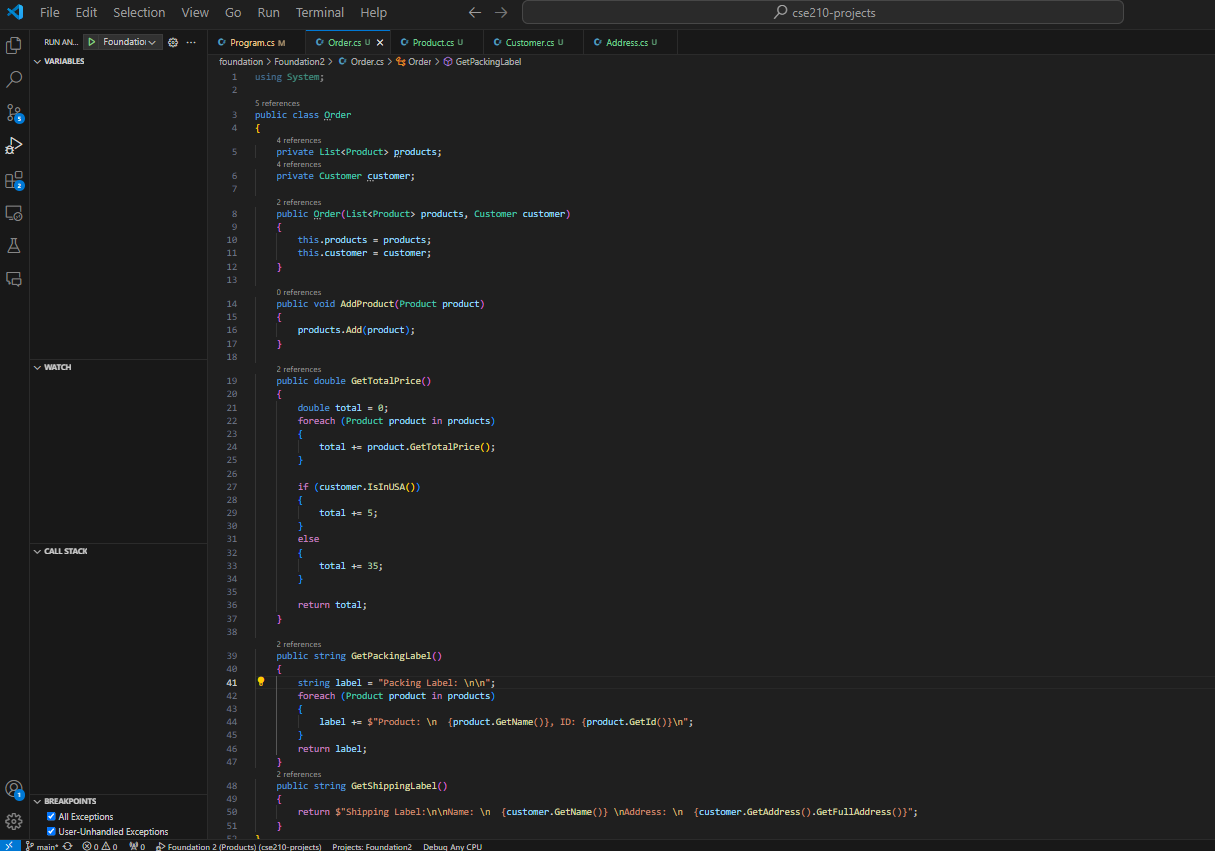 File Edit Selection View Go Run Terminal Help cse210-projects
RUN AN... Foundation ...
Program.cs M Order.cs U Product.cs U Customer.cs U Address.cs U
foundation > Foundation2 > Order.cs > Order > GetPackingLabel
VARIABLES
WATCH
CALL STACK
BREAKPOINTS
All Exceptions
User-Unhandled Exceptions
1 using System;
2
5 references
3 public class Order
4 {
4 references
5 private List<Product> products;
4 references
6 private Customer customer;
7
2 references
8 public Order(List<Product> products, Customer customer)
9 {
10 this.products = products;
11 this.customer = customer;
12 }
13
0 references
14 public void AddProduct(Product product)
15 {
16 products.Add(product);
17 }
18
2 references
19 public double GetTotalPrice()
20 {
21 double total = 0;
22 foreach (Product product in products)
23 {
24 total += product.GetTotalPrice();
25 }
26
27 if (customer.IsInUSA())
28 {
29 total += 5;
30 }
31 else
32 {
33 total += 35;
34 }
35
36 return total;
37 }
38
2 references
39 public string GetPackingLabel()
40 {
41 string label = "Packing Label: \n\n";
42 foreach (Product product in products)
43 {
44 label += $"Product: \n  {product.GetName()}, ID: {product.GetId()}\n";
45 }
46 return label;
47 }
2 references
48 public string GetShippingLabel()
49 {
50 return $"Shipping Label:\n\nName: \n  {customer.GetName()} \nAddress: \n  {customer.GetAddress().GetFullAddress()}";
51 }
52 }
5
2
1
main* 0 0 0 Foundation 2 (Products) (cse210-projects) Projects: Foundation2 Debug Any CPU